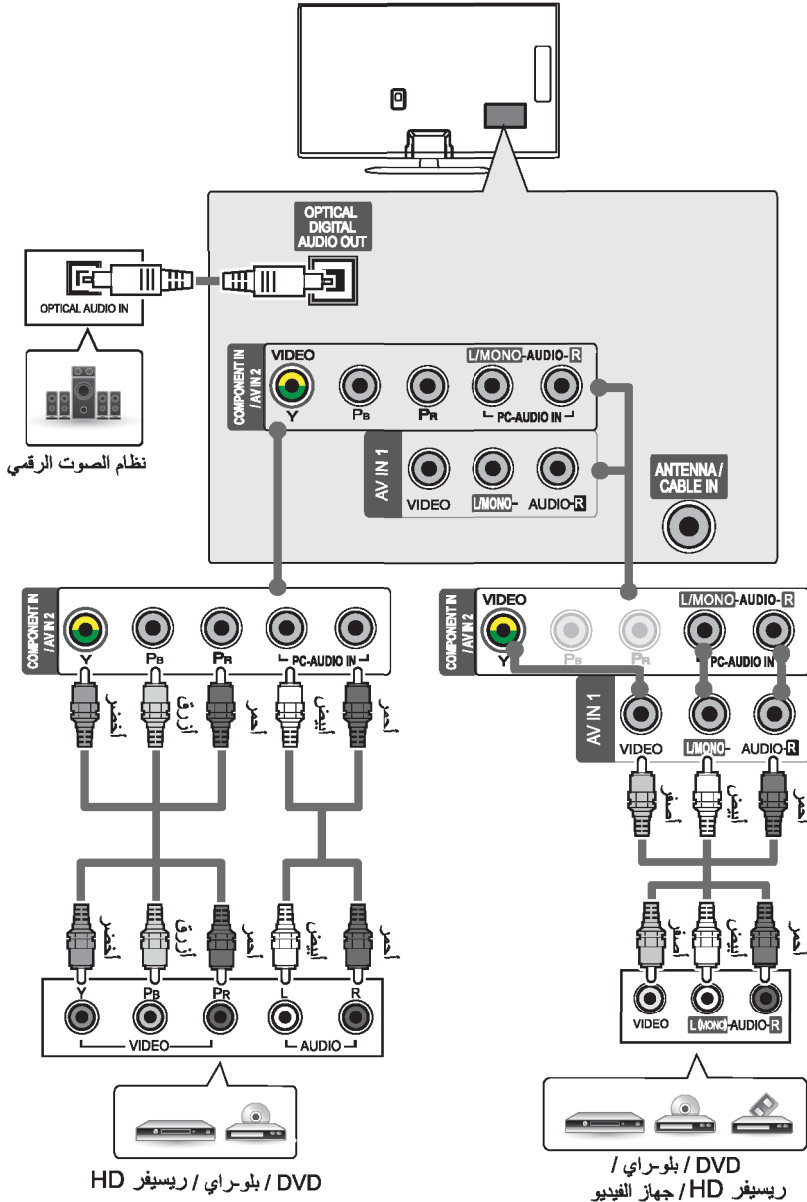 OPTICAL
DIGITAL
AUDIO OUT
OPTICAL AUDIO IN
نظام الصوت الرقمي
COMPONENT IN
/ AV IN 2
VIDEO
L/MONO-AUDIO-R
Y
PB
PR
PC-AUDIO IN
AV IN 1
VIDEO
L/MONO-
AUDIO-R
ANTENNA /
CABLE IN
COMPONENT IN
/ AV IN 2
Y
PB
PR
PC-AUDIO IN
أخضر
أزرق
أحمر
أبيض
أحمر
أخضر
أزرق
أحمر
أبيض
أحمر
Y
PB
PR
L
R
VIDEO
AUDIO
DVD / بلو-راي / ريسيفر HD
COMPONENT IN
/ AV IN 2
VIDEO
L/MONO-AUDIO-R
Y
PB
PR
PC-AUDIO IN
AV IN 1
VIDEO
L/MONO-
AUDIO-R
أصفر
أبيض
أحمر
أصفر
أبيض
أحمر
VIDEO
L(MONO)-AUDIO-R
DVD / بلو-راي /
ريسيفر HD / جهاز الفيديو